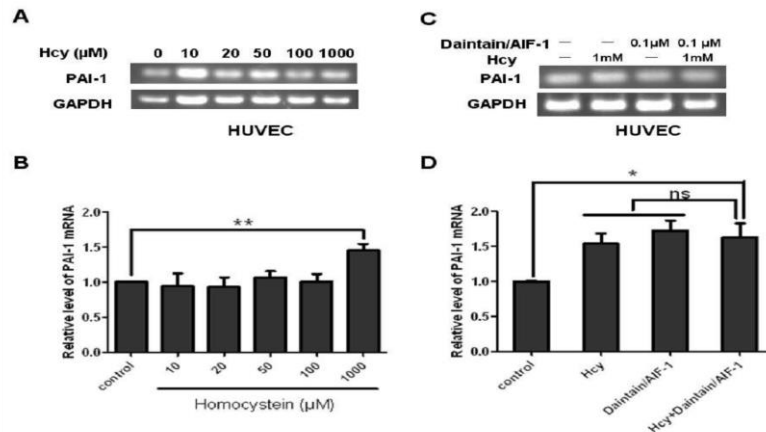 A
Hcy (µM) 0 10 20 50 100 1000
PAI-1
GAPDH
HUVEC
B
Relative level of PAI-1 mRNA
2.0
1.5
1.0
0.5
0.0
**
control 10 20 50 100 1000
Homocystein (µM)
C
Daintain/AIF-1 — — 0.1µM 0.1 µM
Hcy — 1mM — 1mM
PAI-1
GAPDH
HUVEC
D
Relative level of PAI-1 mRNA
2.0
1.5
1.0
0.5
0.0
*
ns
control Hcy Daintain/AIF-1 Hcy+Daintain/AIF-1